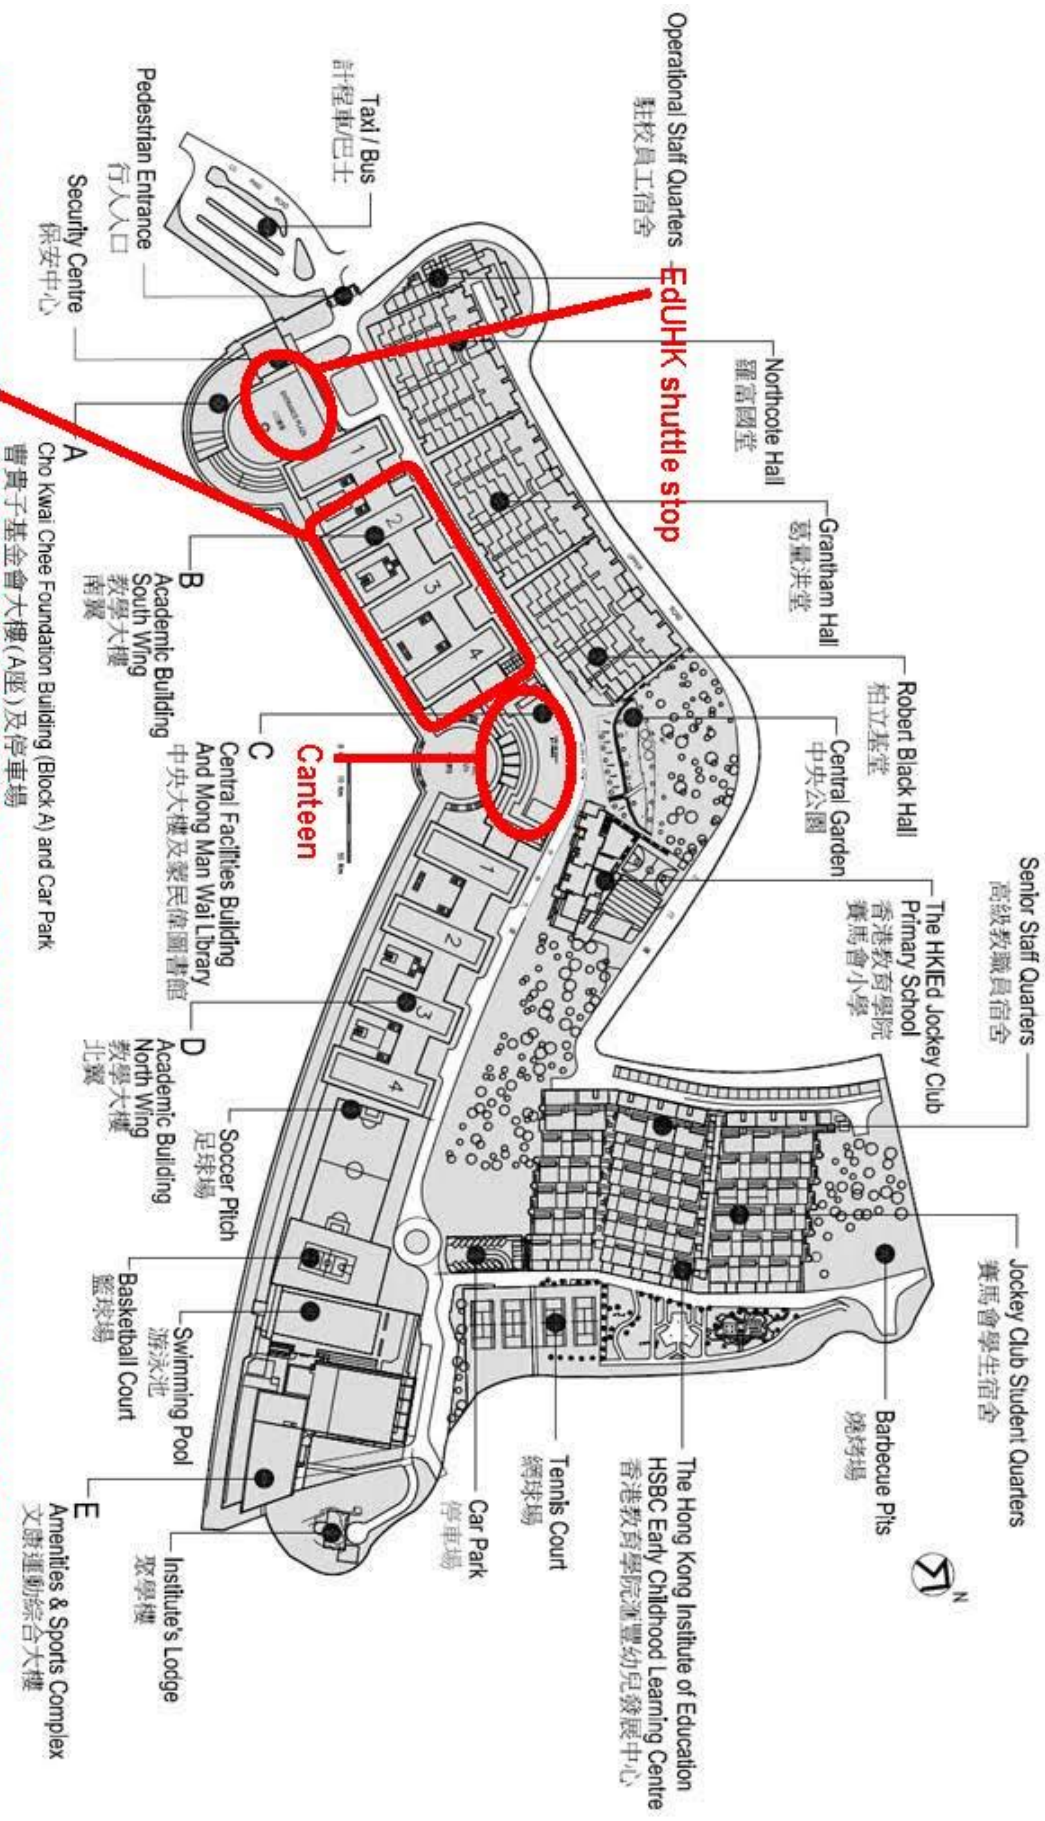 Senior Staff Quarters
高級教職員宿舍
Jockey Club Student Quarters
賽馬會學生宿舍
The HKIEd Jockey Club
Primary School
香港教育學院
賽馬會小學
Barbecue Pits
燒烤場
Robert Black Hall
柏立基堂
Central Garden
中央公園
Grantham Hall
葛量洪堂
Northcote Hall
羅富國堂
The Hong Kong Institute of Education
HSBC Early Childhood Learning Centre
香港教育學院滙豐幼兒發展中心
Operational Staff Quarters
駐校員工宿舍
EdUHK shuttle stop
Tennis Court
網球場
Car Park
停車場
Taxi / Bus
計程車/巴士
Pedestrian Entrance
行人入口
Security Centre
保安中心
ENTRANCE PLAZA
1
2
3
4
1
2
3
4
Canteen
N
A
Cho Kwai Chee Foundation Building (Block A) and Car Park
曹貴子基金會大樓(A座)及停車場
B
Academic Building
South Wing
教學大樓
南翼
C
Central Facilities Building
And Mong Man Wai Library
中央大樓及蒙民偉圖書館
D
Academic Building
North Wing
教學大樓
北翼
Soccer Pitch
足球場
Basketball Court
籃球場
Swimming Pool
游泳池
E
Amenities & Sports Complex
文康運動綜合大樓
Institute's Lodge
聚學樓